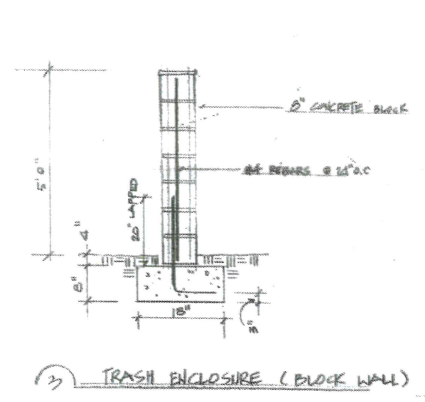 8" CONCRETE BLOCK
#4 REBARS @ 24" O.C
5'0"
20" LAPPED
4"
8"
18"
3"
3 TRASH ENCLOSURE (BLOCK WALL)